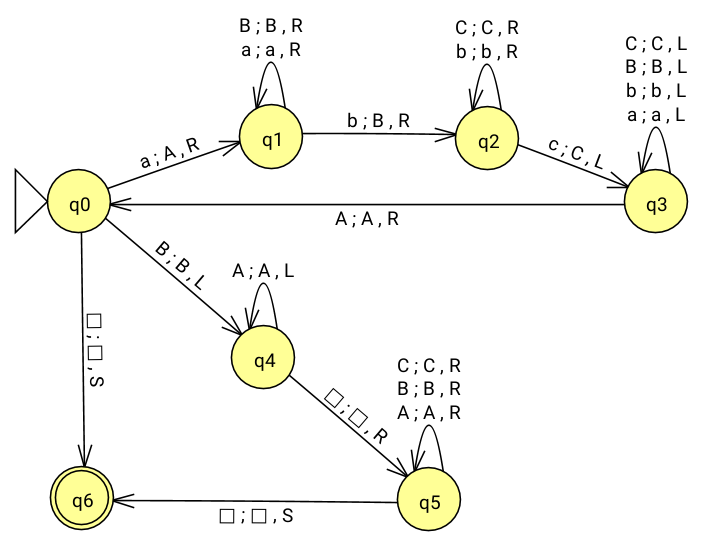 B ; B , R
a ; a , R
C ; C , R
b ; b , R
C ; C , L
B ; B , L
b ; b , L
a ; a , L
q1
b ; B , R
q2
c ; C , L
a ; A , R
q0
q3
A ; A , R
B ; B , L
A ; A , L
□ ; □ , S
q4
C ; C , R
B ; B , R
A ; A , R
□ ; □ , R
q6
q5
□ ; □ , S